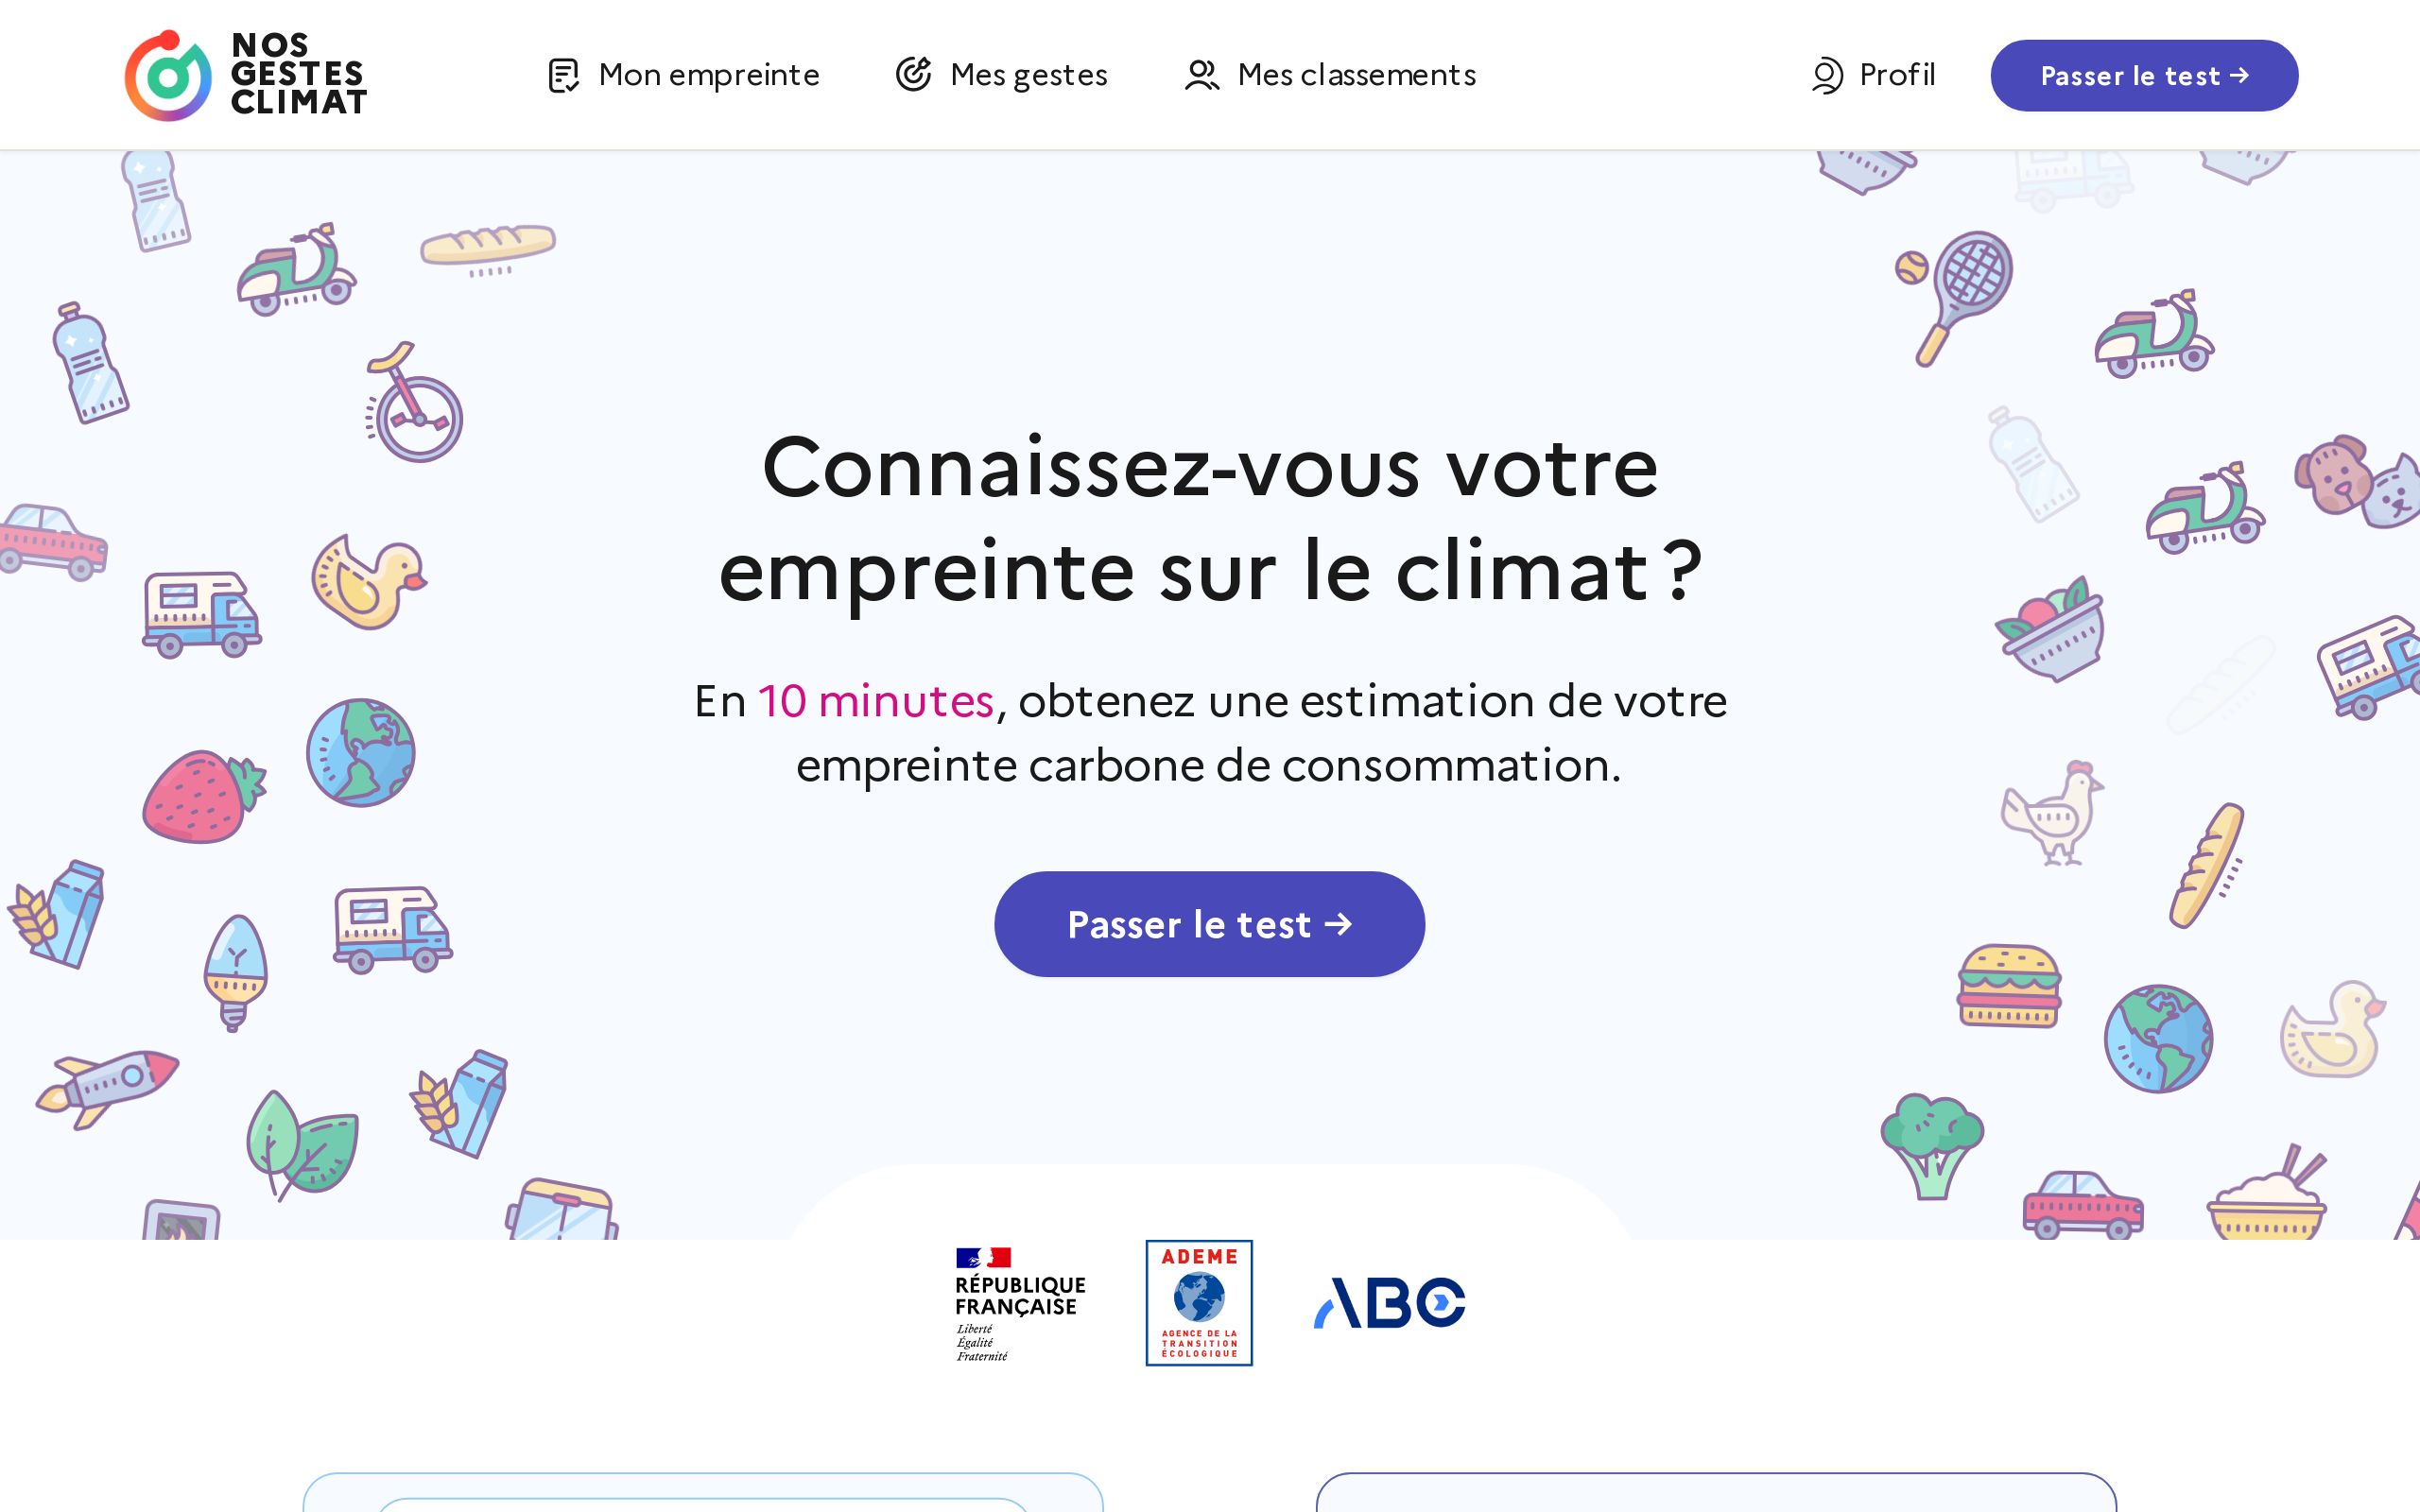 NOS
GESTES
CLIMAT
Mon empreinte
Mes gestes
Mes classements
Profil
Passer le test →
Connaissez-vous votre
empreinte sur le climat ?
En 10 minutes, obtenez une estimation de votre
empreinte carbone de consommation.
Passer le test →
RÉPUBLIQUE
FRANÇAISE
Liberté
Égalité
Fraternité
ADEME
AGENCE DE LA
TRANSITION
ÉCOLOGIQUE
ABC